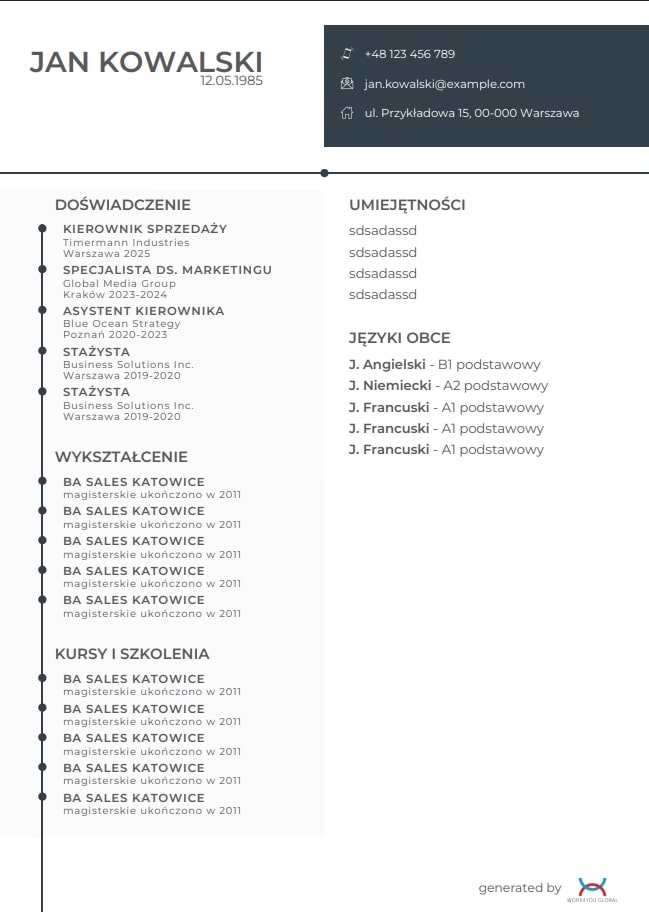 JAN KOWALSKI
12.05.1985
+48 123 456 789
jan.kowalski@example.com
ul. Przykładowa 15, 00-000 Warszawa
DOŚWIADCZENIE
KIEROWNIK SPRZEDAŻY
Timermann Industries
Warszawa 2025
SPECJALISTA DS. MARKETINGU
Global Media Group
Kraków 2023-2024
ASYSTENT KIEROWNIKA
Blue Ocean Strategy
Poznań 2020-2023
STAŻYSTA
Business Solutions Inc.
Warszawa 2019-2020
STAŻYSTA
Business Solutions Inc.
Warszawa 2019-2020
WYKSZTAŁCENIE
BA SALES KATOWICE
magisterskie ukończono w 2011
BA SALES KATOWICE
magisterskie ukończono w 2011
BA SALES KATOWICE
magisterskie ukończono w 2011
BA SALES KATOWICE
magisterskie ukończono w 2011
BA SALES KATOWICE
magisterskie ukończono w 2011
KURSY I SZKOLENIA
BA SALES KATOWICE
magisterskie ukończono w 2011
BA SALES KATOWICE
magisterskie ukończono w 2011
BA SALES KATOWICE
magisterskie ukończono w 2011
BA SALES KATOWICE
magisterskie ukończono w 2011
BA SALES KATOWICE
magisterskie ukończono w 2011
UMIEJĘTNOŚCI
sdsadassd
sdsadassd
sdsadassd
sdsadassd
JĘZYKI OBCE
J. Angielski - B1 podstawowy
J. Niemiecki - A2 podstawowy
J. Francuski - A1 podstawowy
J. Francuski - A1 podstawowy
J. Francuski - A1 podstawowy
generated by
WORK4YOU GLOBAL